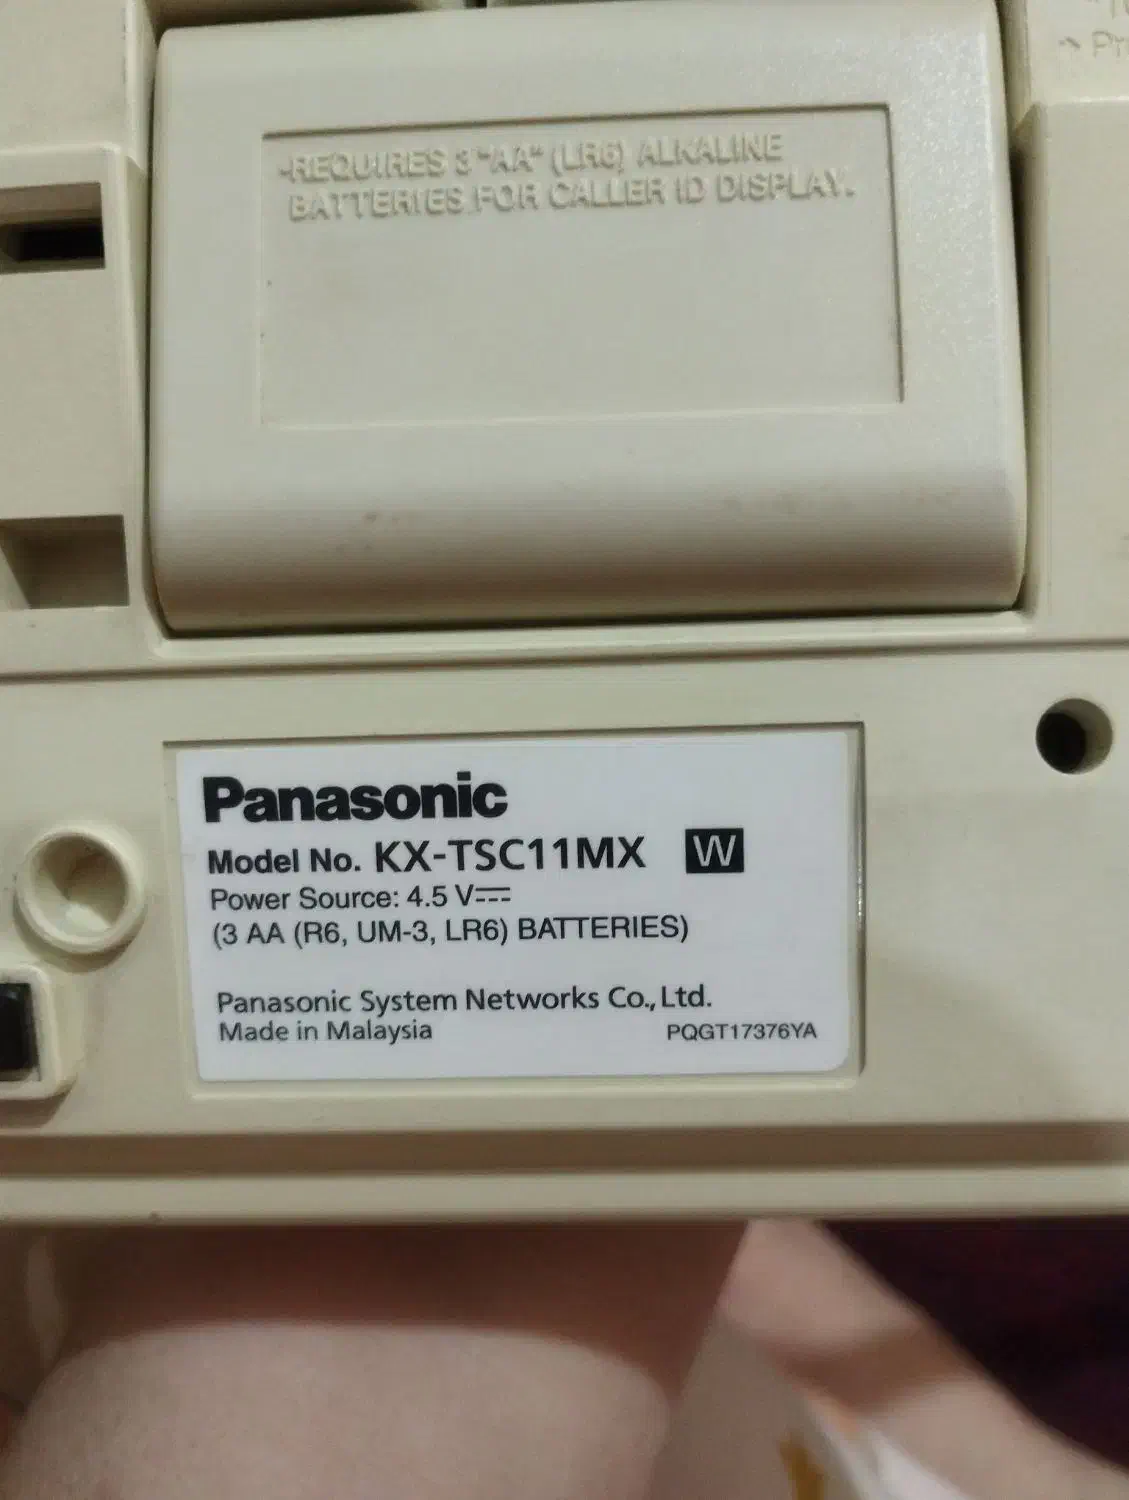 -REQUIRES 3 "AA" (LR6) ALKALINE
BATTERIES FOR CALLER ID DISPLAY.
Panasonic
Model No. KX-TSC11MX W
Power Source: 4.5 V⎓
(3 AA (R6, UM-3, LR6) BATTERIES)
Panasonic System Networks Co., Ltd.
Made in Malaysia PQGT17376YA